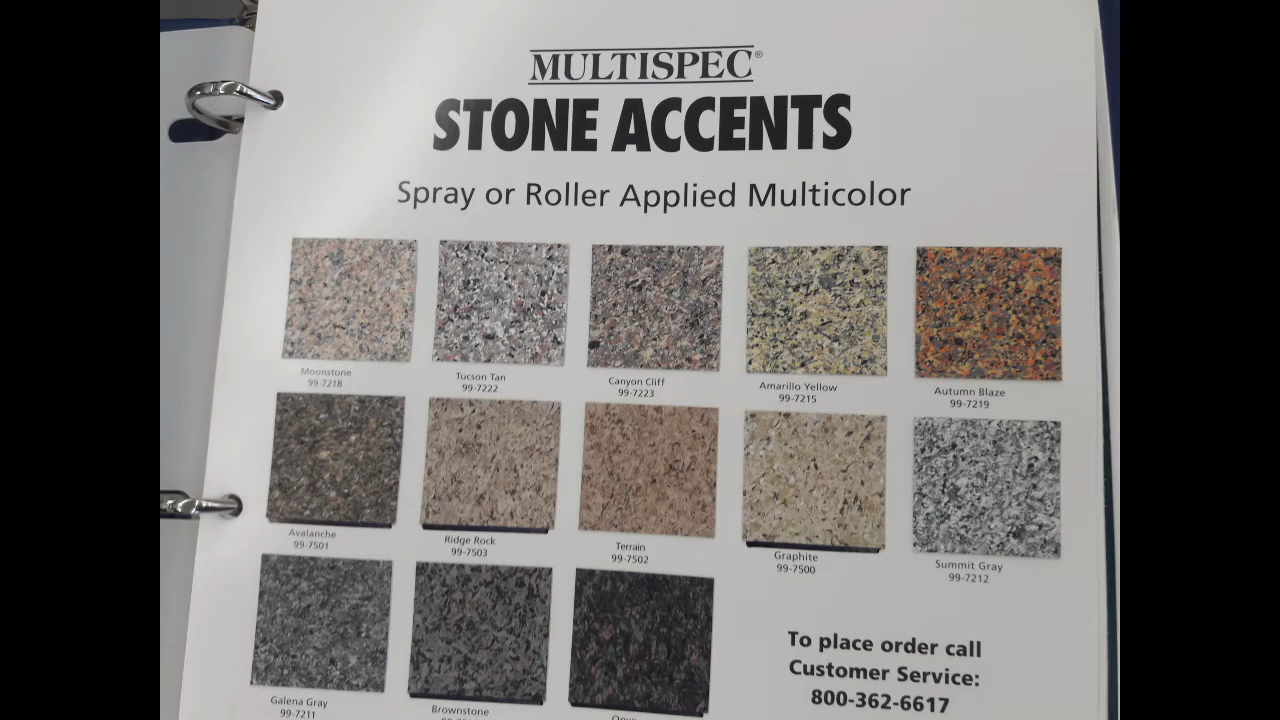 MULTISPEC®
STONE ACCENTS
Spray or Roller Applied Multicolor
Moonstone
99-7218
Tucson Tan
99-7222
Canyon Cliff
99-7223
Amarillo Yellow
99-7215
Autumn Blaze
99-7219
Avalanche
99-7501
Ridge Rock
99-7503
Terrain
99-7502
Graphite
99-7500
Summit Gray
99-7212
Galena Gray
99-7211
Brownstone
To place order call
Customer Service:
800-362-6617